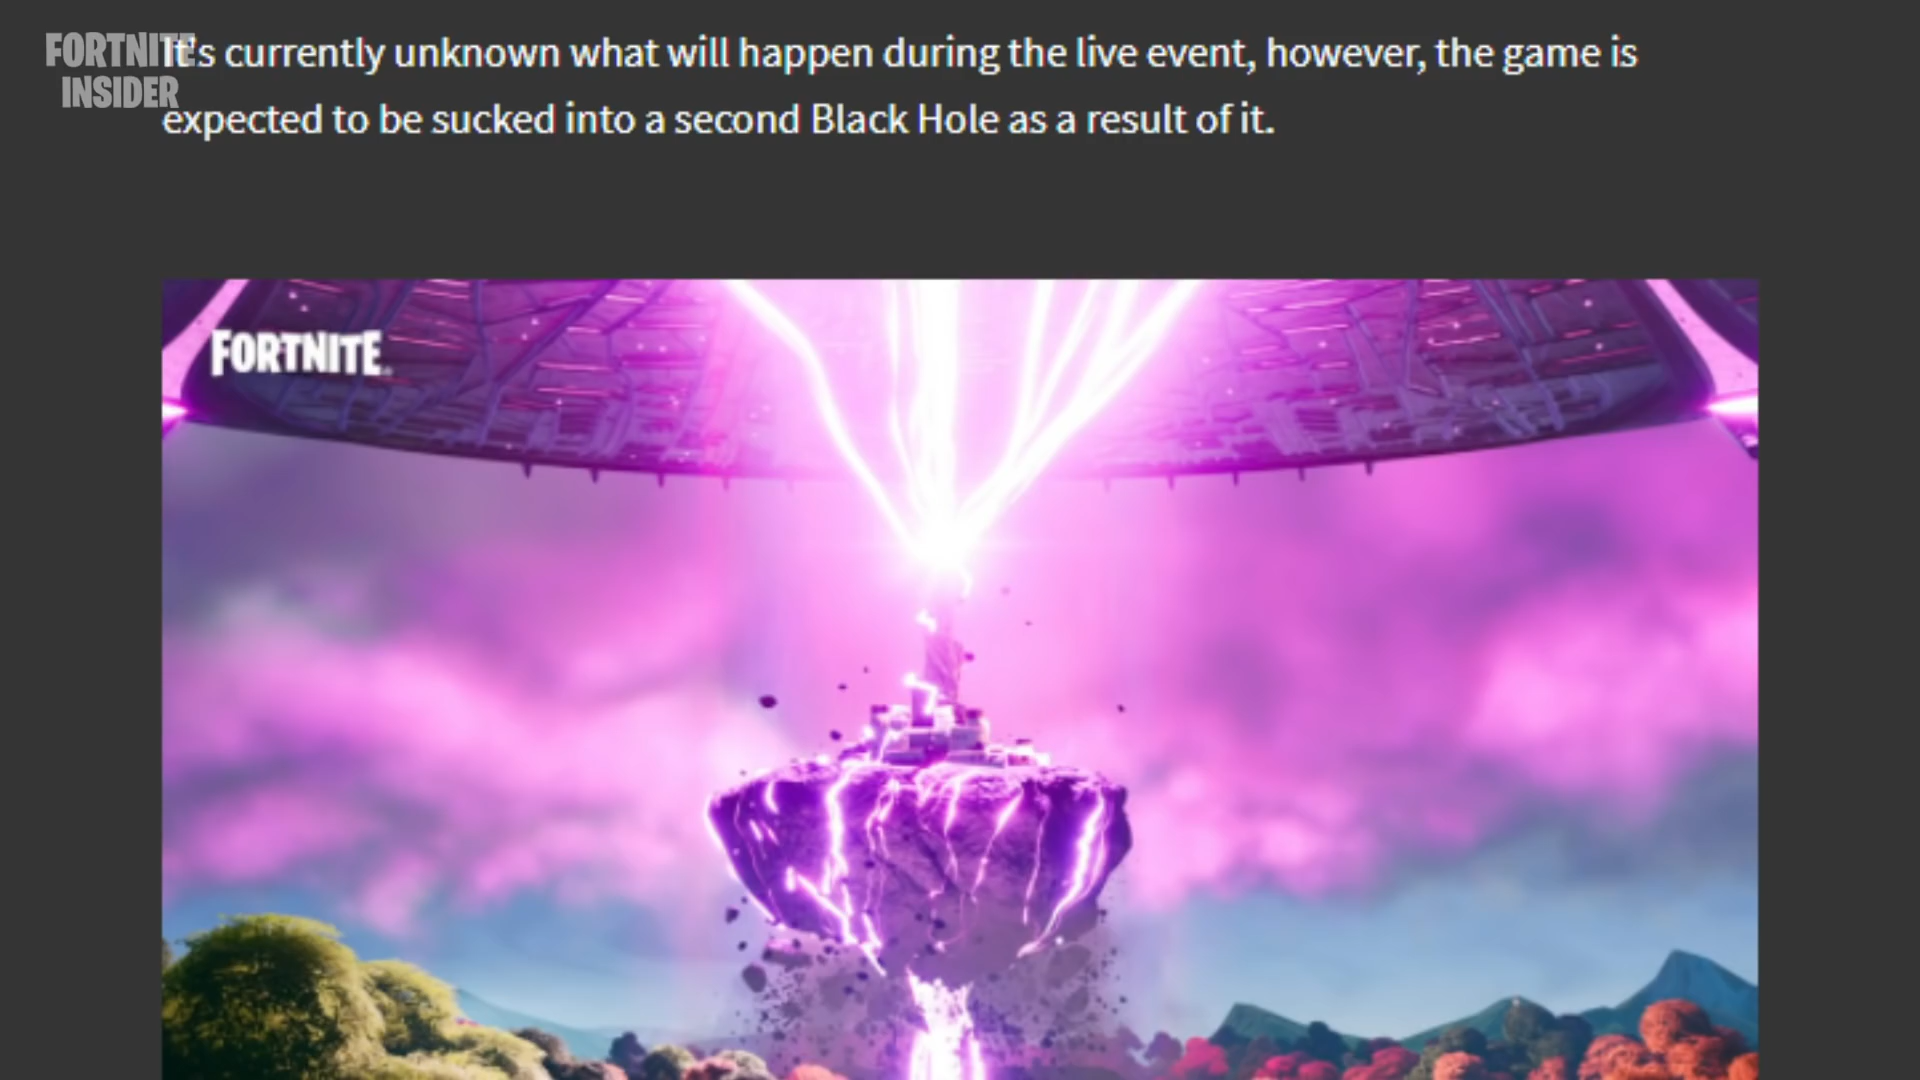 FORTNITE
INSIDER
It's currently unknown what will happen during the live event, however, the game is
expected to be sucked into a second Black Hole as a result of it.
FORTNITE